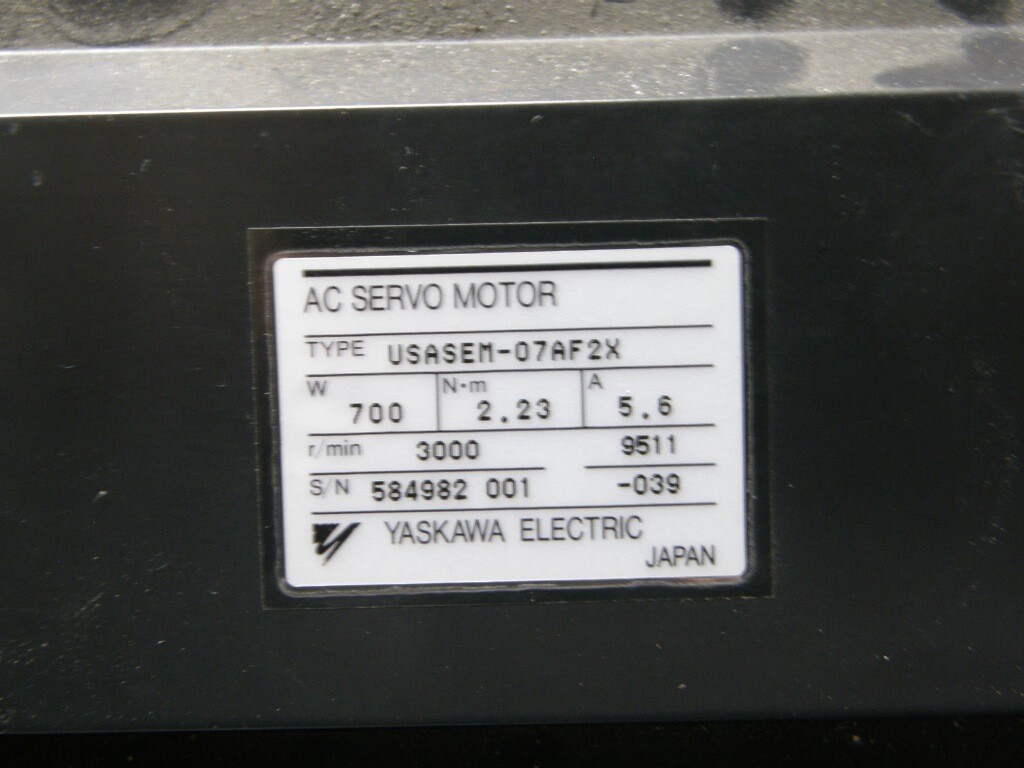 AC SERVO MOTOR
TYPE USASEM-07AF2X
W 700 N·m 2.23 A 5.6
r/min 3000 9511
S/N 584982 001 -039
YASKAWA ELECTRIC
JAPAN